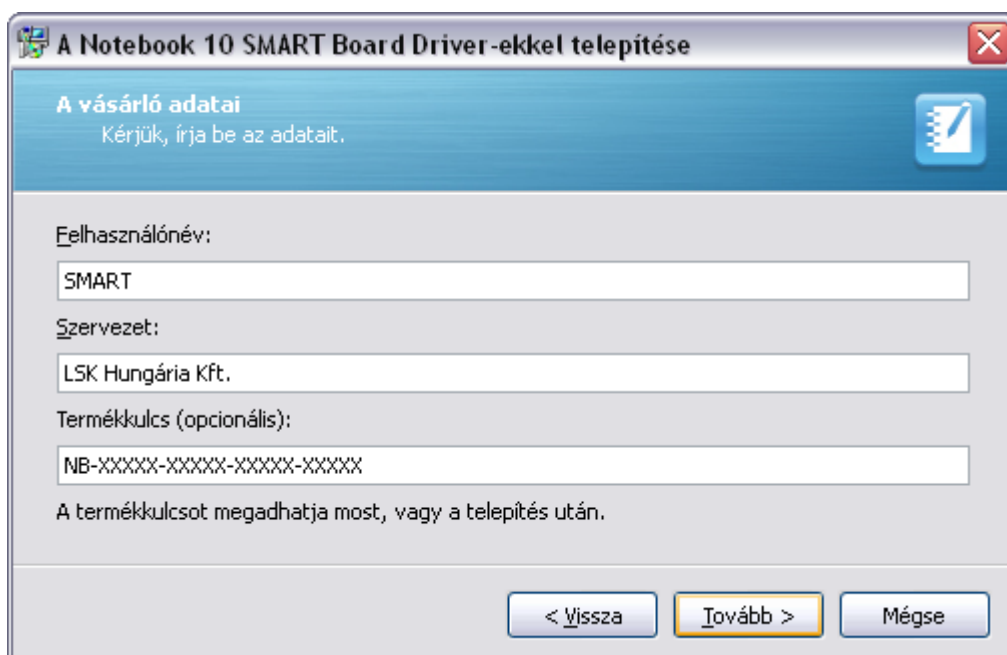 A Notebook 10 SMART Board Driver-ekkel telepítése
A vásárló adatai
Kérjük, írja be az adatait.
Felhasználónév:
SMART
Szervezet:
LSK Hungária Kft.
Termékkulcs (opcionális):
NB-XXXXX-XXXXX-XXXXX-XXXXX
A termékkulcsot megadhatja most, vagy a telepítés után.
< Vissza
Tovább >
Mégse